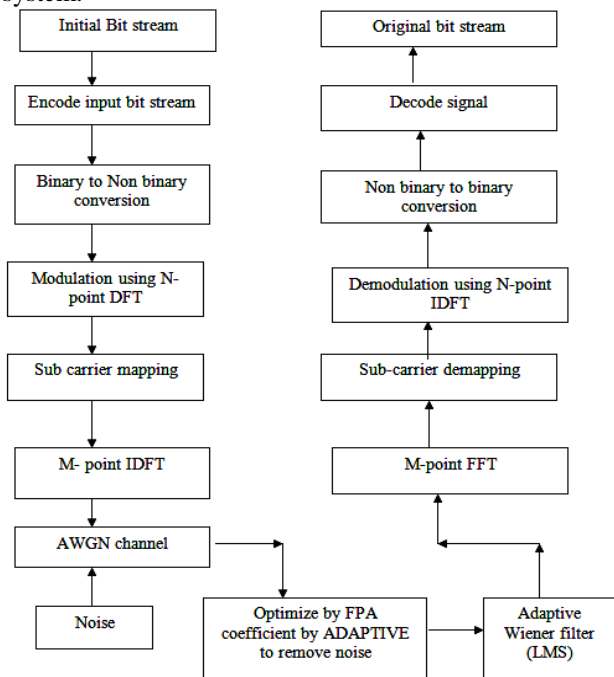 system.
Initial Bit stream
Encode input bit stream
Binary to Non binary
conversion
Modulation using N-
point DFT
Sub carrier mapping
M- point IDFT
AWGN channel
Noise
Optimize by FPA
coefficient by ADAPTIVE
to remove noise
Adaptive
Wiener filter
(LMS)
M-point FFT
Sub-carrier demapping
Demodulation using N-point
IDFT
Non binary to binary
conversion
Decode signal
Original bit stream